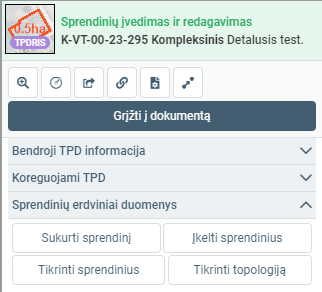 0.5ha
TPDRIS
Sprendinių įvedimas ir redagavimas
K-VT-00-23-295 Kompleksinis Detalusis test.
Grįžti į dokumentą
Bendroji TPD informacija
Koreguojami TPD
Sprendinių erdviniai duomenys
Sukurti sprendinį
Įkelti sprendinius
Tikrinti sprendinius
Tikrinti topologiją